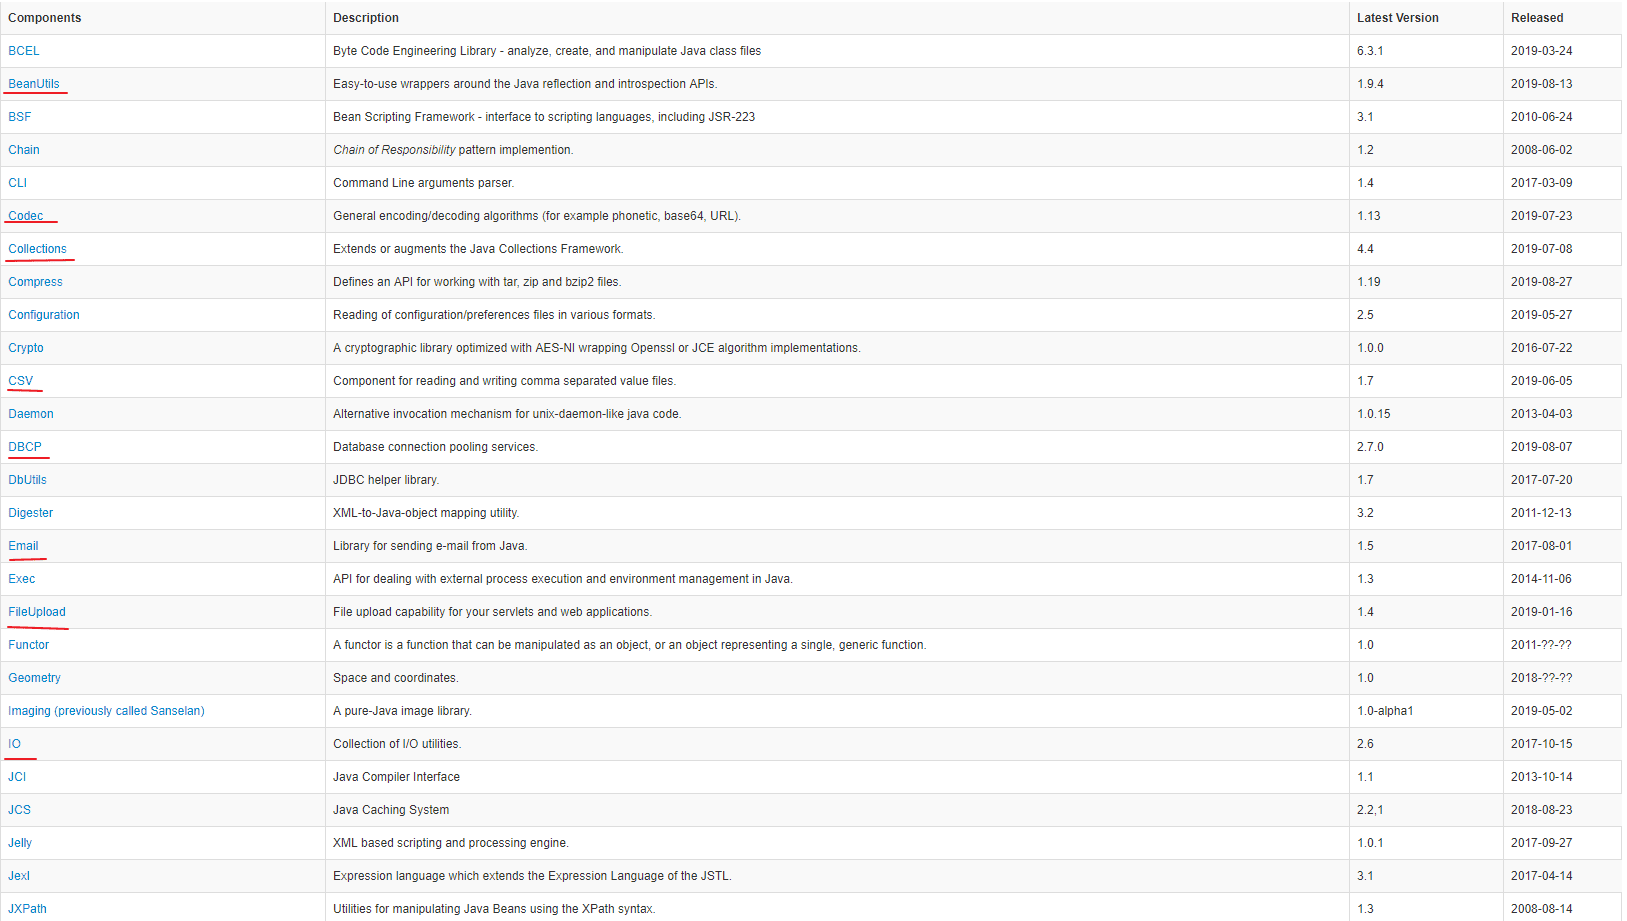 Components Description Latest Version Released
BCEL Byte Code Engineering Library - analyze, create, and manipulate Java class files 6.3.1 2019-03-24
BeanUtils Easy-to-use wrappers around the Java reflection and introspection APIs. 1.9.4 2019-08-13
BSF Bean Scripting Framework - interface to scripting languages, including JSR-223 3.1 2010-06-24
Chain Chain of Responsibility pattern implemention. 1.2 2008-06-02
CLI Command Line arguments parser. 1.4 2017-03-09
Codec General encoding/decoding algorithms (for example phonetic, base64, URL). 1.13 2019-07-23
Collections Extends or augments the Java Collections Framework. 4.4 2019-07-08
Compress Defines an API for working with tar, zip and bzip2 files. 1.19 2019-08-27
Configuration Reading of configuration/preferences files in various formats. 2.5 2019-05-27
Crypto A cryptographic library optimized with AES-NI wrapping Openssl or JCE algorithm implementations. 1.0.0 2016-07-22
CSV Component for reading and writing comma separated value files. 1.7 2019-06-05
Daemon Alternative invocation mechanism for unix-daemon-like java code. 1.0.15 2013-04-03
DBCP Database connection pooling services. 2.7.0 2019-08-07
DbUtils JDBC helper library. 1.7 2017-07-20
Digester XML-to-Java-object mapping utility. 3.2 2011-12-13
Email Library for sending e-mail from Java. 1.5 2017-08-01
Exec API for dealing with external process execution and environment management in Java. 1.3 2014-11-06
FileUpload File upload capability for your servlets and web applications. 1.4 2019-01-16
Functor A functor is a function that can be manipulated as an object, or an object representing a single, generic function. 1.0 2011-??-??
Geometry Space and coordinates. 1.0 2018-??-??
Imaging (previously called Sanselan) A pure-Java image library. 1.0-alpha1 2019-05-02
IO Collection of I/O utilities. 2.6 2017-10-15
JCI Java Compiler Interface 1.1 2013-10-14
JCS Java Caching System 2.2,1 2018-08-23
Jelly XML based scripting and processing engine. 1.0.1 2017-09-27
Jexl Expression language which extends the Expression Language of the JSTL. 3.1 2017-04-14
JXPath Utilities for manipulating Java Beans using the XPath syntax. 1.3 2008-08-14